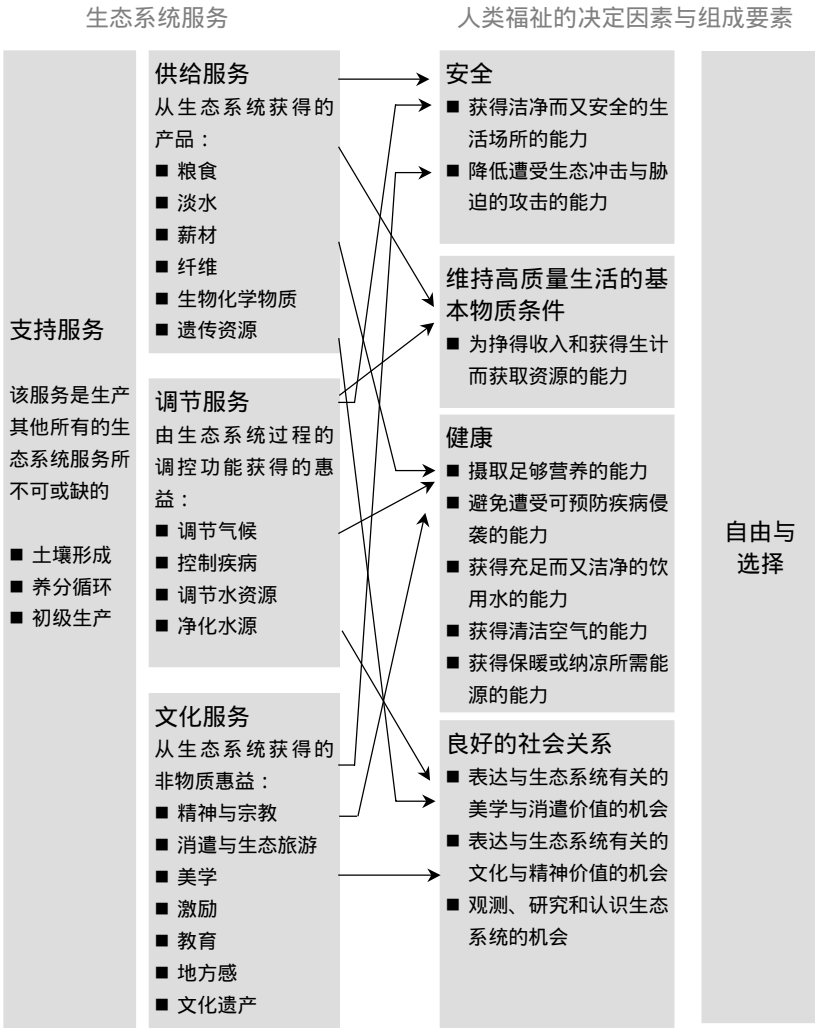 生态系统服务
人类福祉的决定因素与组成要素
支持服务
该服务是生产
其他所有的生
态系统服务所
不可或缺的
■ 土壤形成
■ 养分循环
■ 初级生产
供给服务
从生态系统获得的
产品：
■ 粮食
■ 淡水
■ 薪材
■ 纤维
■ 生物化学物质
■ 遗传资源
调节服务
由生态系统过程的
调控功能获得的惠
益：
■ 调节气候
■ 控制疾病
■ 调节水资源
■ 净化水源
文化服务
从生态系统获得的
非物质惠益：
■ 精神与宗教
■ 消遣与生态旅游
■ 美学
■ 激励
■ 教育
■ 地方感
■ 文化遗产
安全
■ 获得洁净而又安全的生
活场所的能力
■ 降低遭受生态冲击与胁
迫的攻击的能力
维持高质量生活的基
本物质条件
■ 为挣得收入和获得生计
而获取资源的能力
健康
■ 摄取足够营养的能力
■ 避免遭受可预防疾病侵
袭的能力
■ 获得充足而又洁净的饮
用水的能力
■ 获得清洁空气的能力
■ 获得保暖或纳凉所需能
源的能力
良好的社会关系
■ 表达与生态系统有关的
美学与消遣价值的机会
■ 表达与生态系统有关的
文化与精神价值的机会
■ 观测、研究和认识生态
系统的机会
自由与
选择